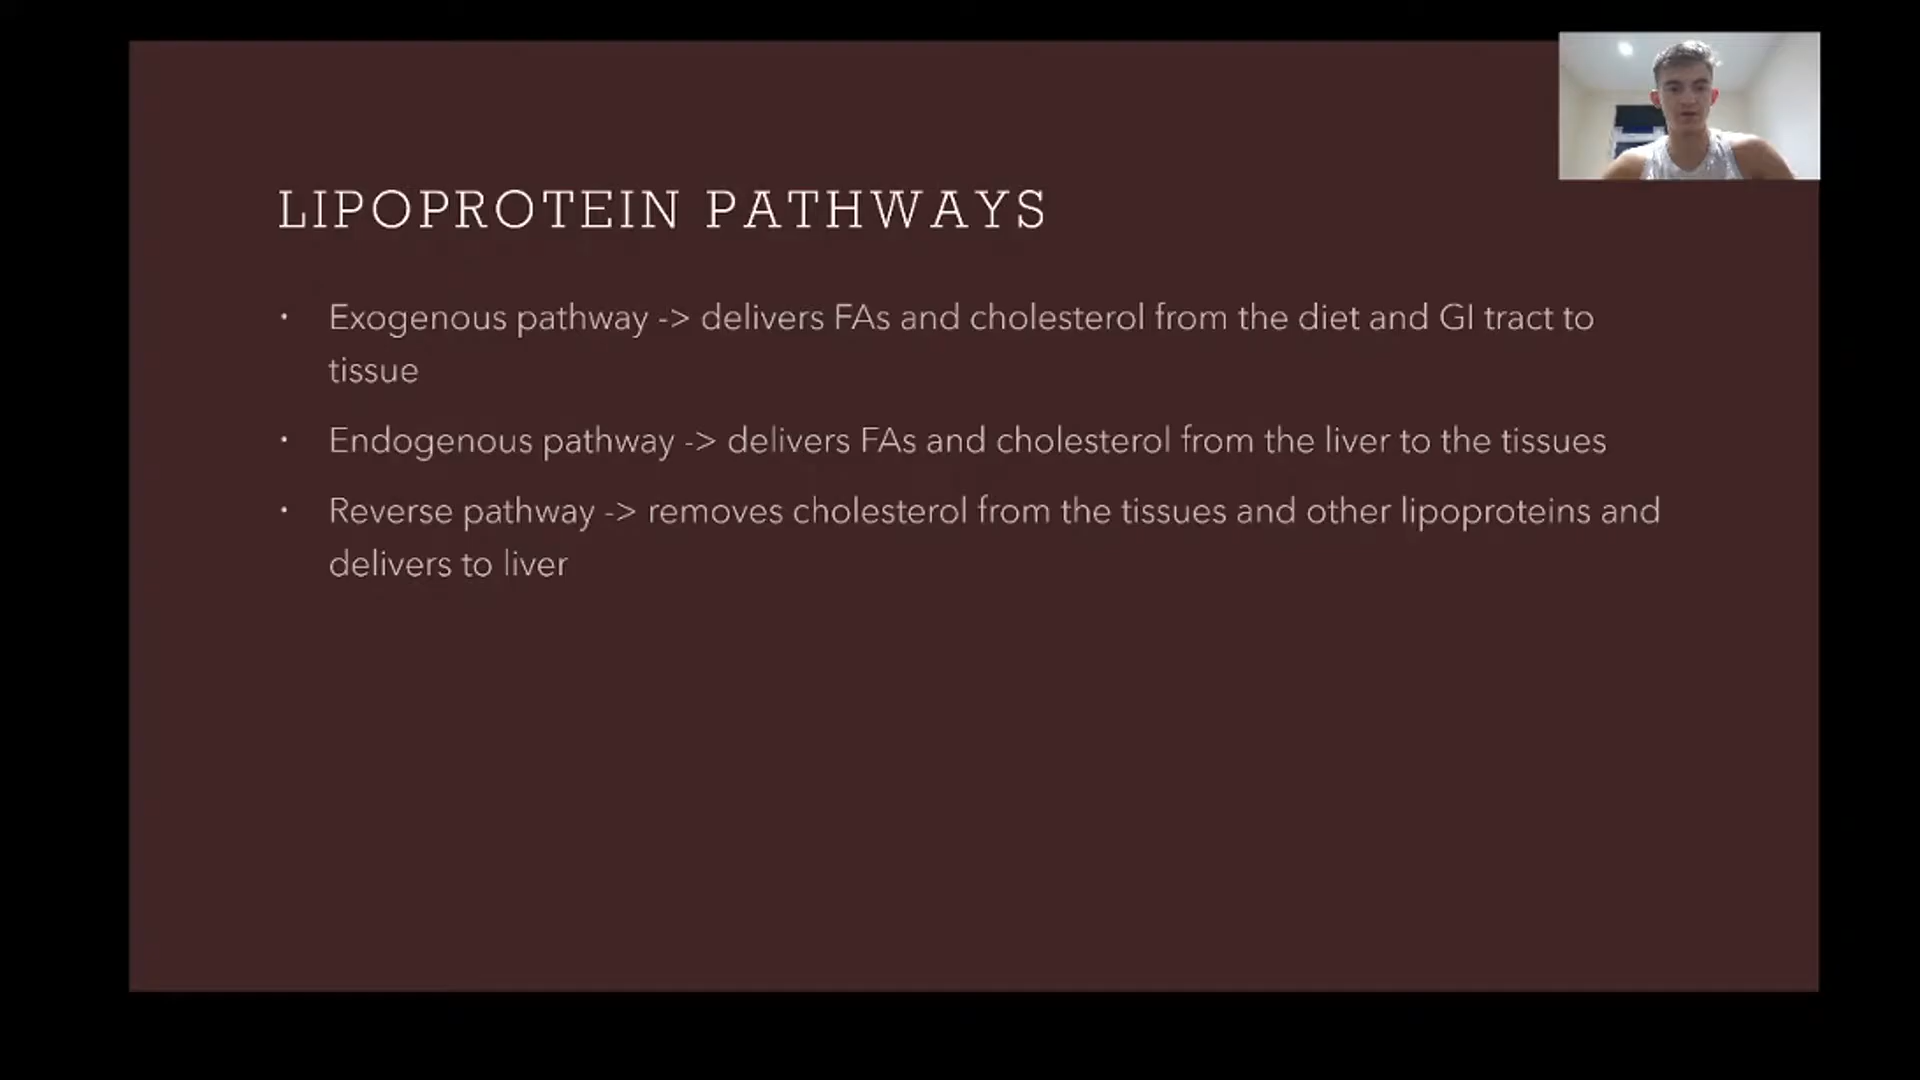 LIPOPROTEIN PATHWAYS
· Exogenous pathway -> delivers FAs and cholesterol from the diet and GI tract to
tissue
· Endogenous pathway -> delivers FAs and cholesterol from the liver to the tissues
· Reverse pathway -> removes cholesterol from the tissues and other lipoproteins and
delivers to liver